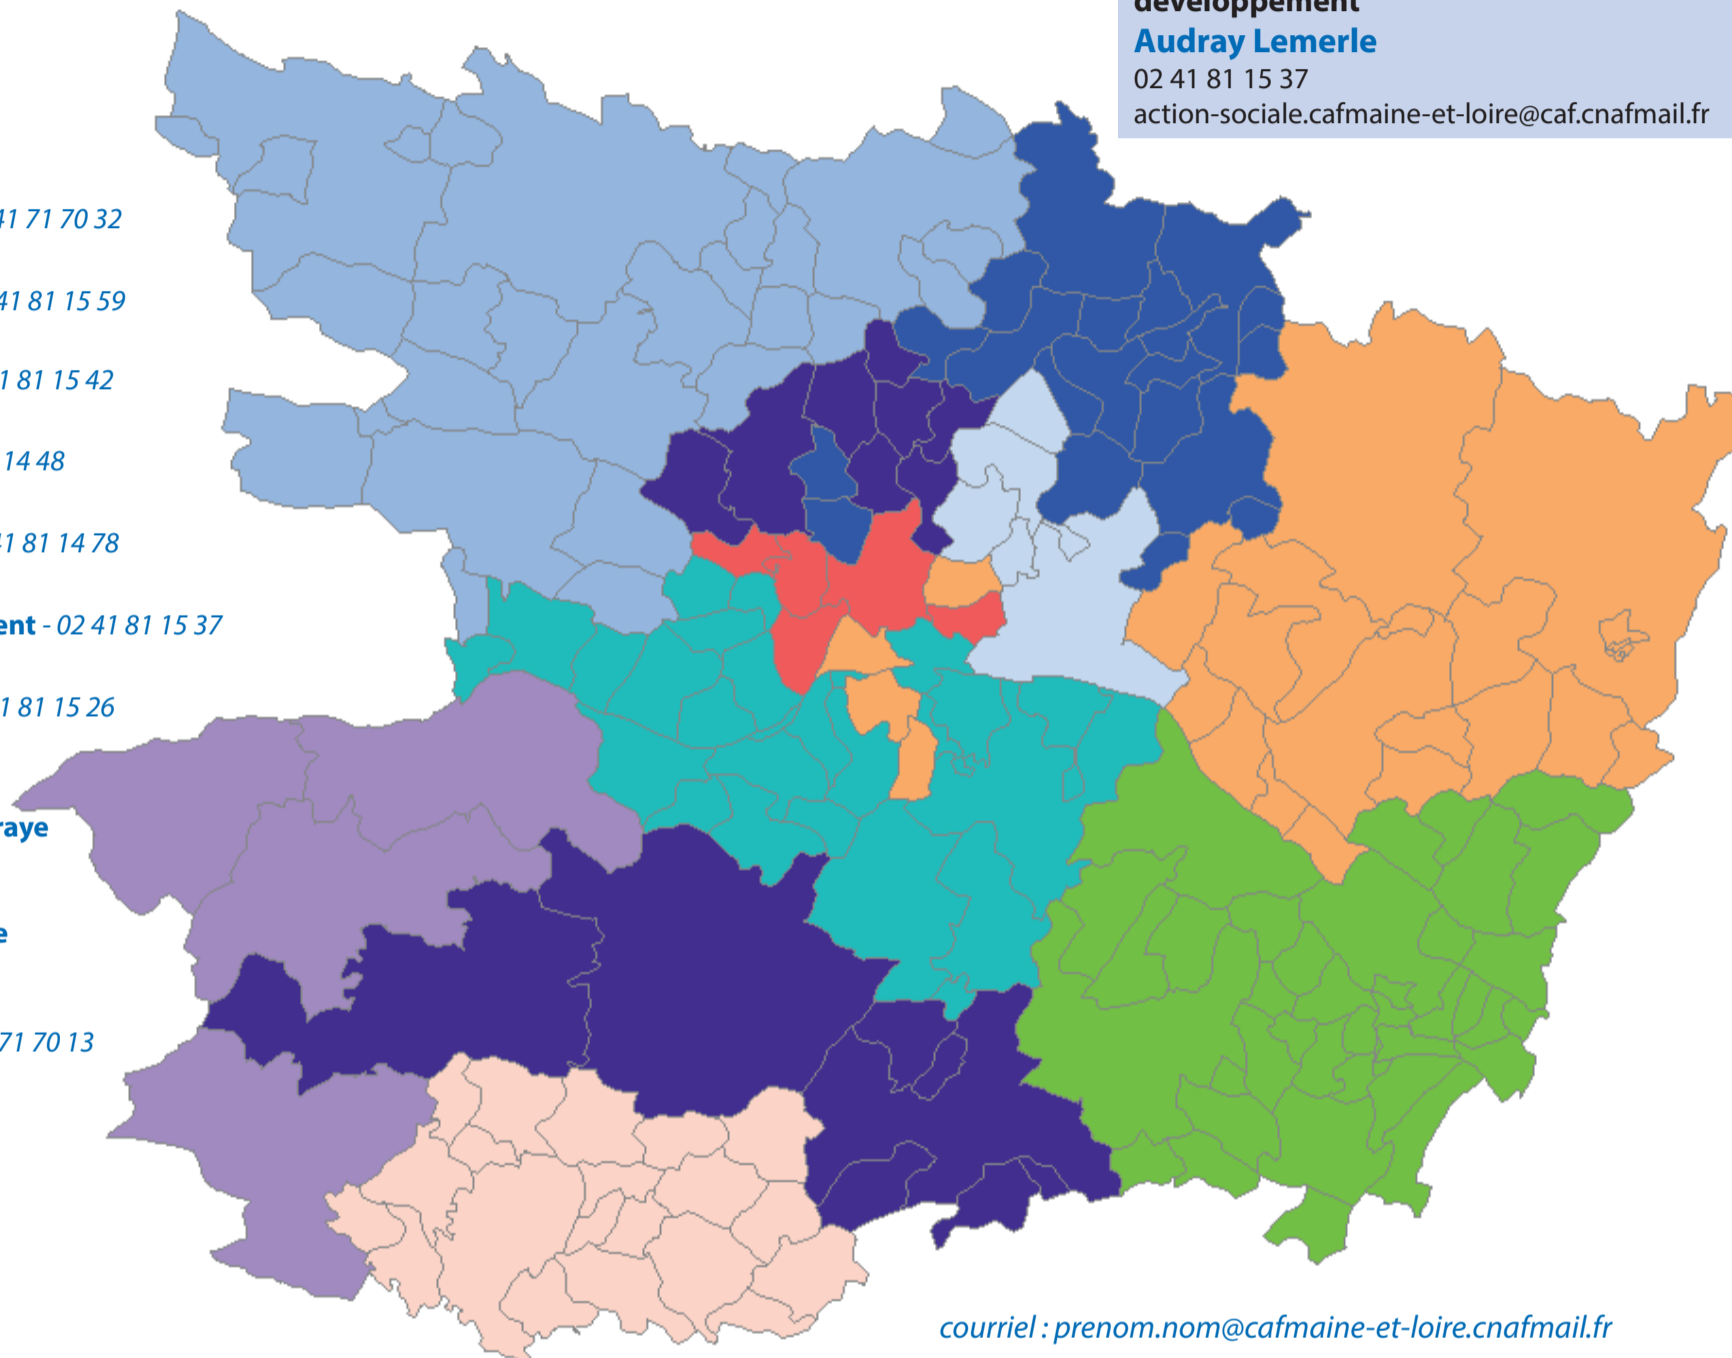 développement
Audray Lemerle
02 41 81 15 37
action-sociale.cafmaine-et-loire@caf.cnafmail.fr
41 71 70 32
41 81 15 59
1 81 15 42
14 48
41 81 14 78
ent - 02 41 81 15 37
1 81 15 26
raye
e
71 70 13
courriel : prenom.nom@cafmaine-et-loire.cnafmail.fr